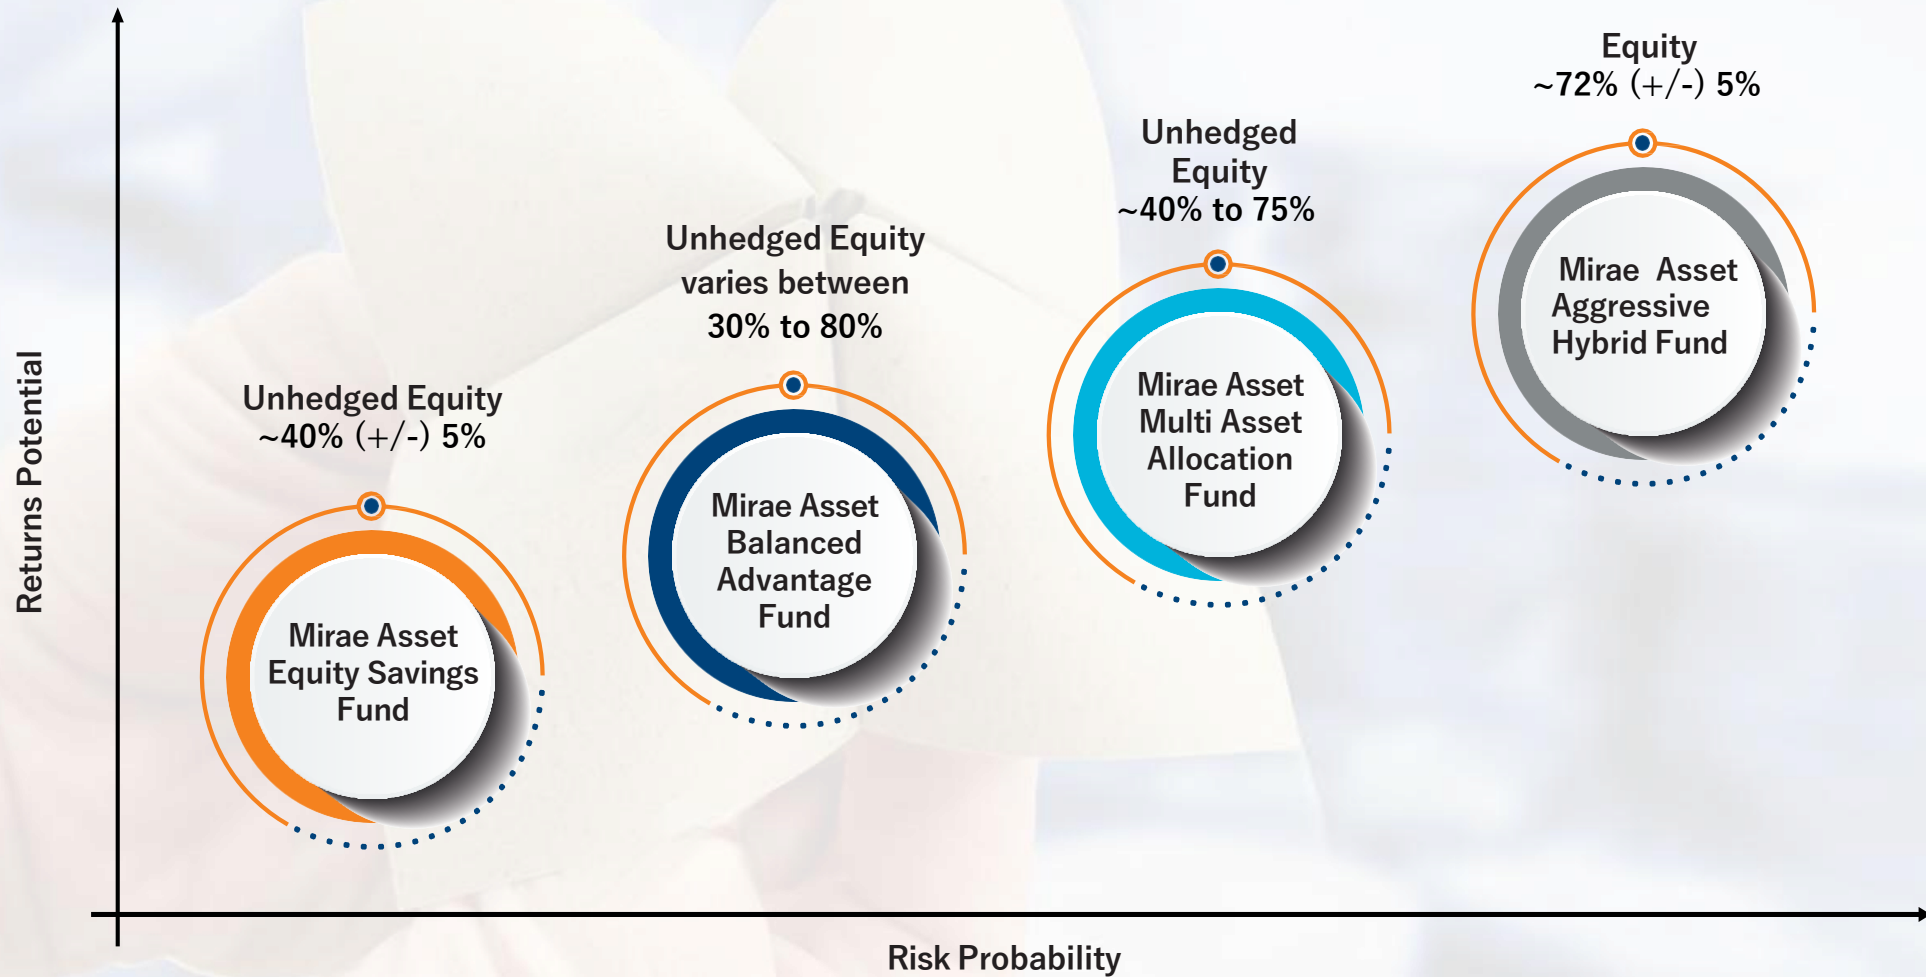 Returns Potential
Unhedged Equity
~40% (+/-) 5%
Mirae Asset
Equity Savings
Fund
Unhedged Equity
varies between
30% to 80%
Mirae Asset
Balanced
Advantage
Fund
Unhedged
Equity
~40% to 75%
Mirae Asset
Multi Asset
Allocation
Fund
Equity
~72% (+/-) 5%
Mirae Asset
Aggressive
Hybrid Fund
Risk Probability